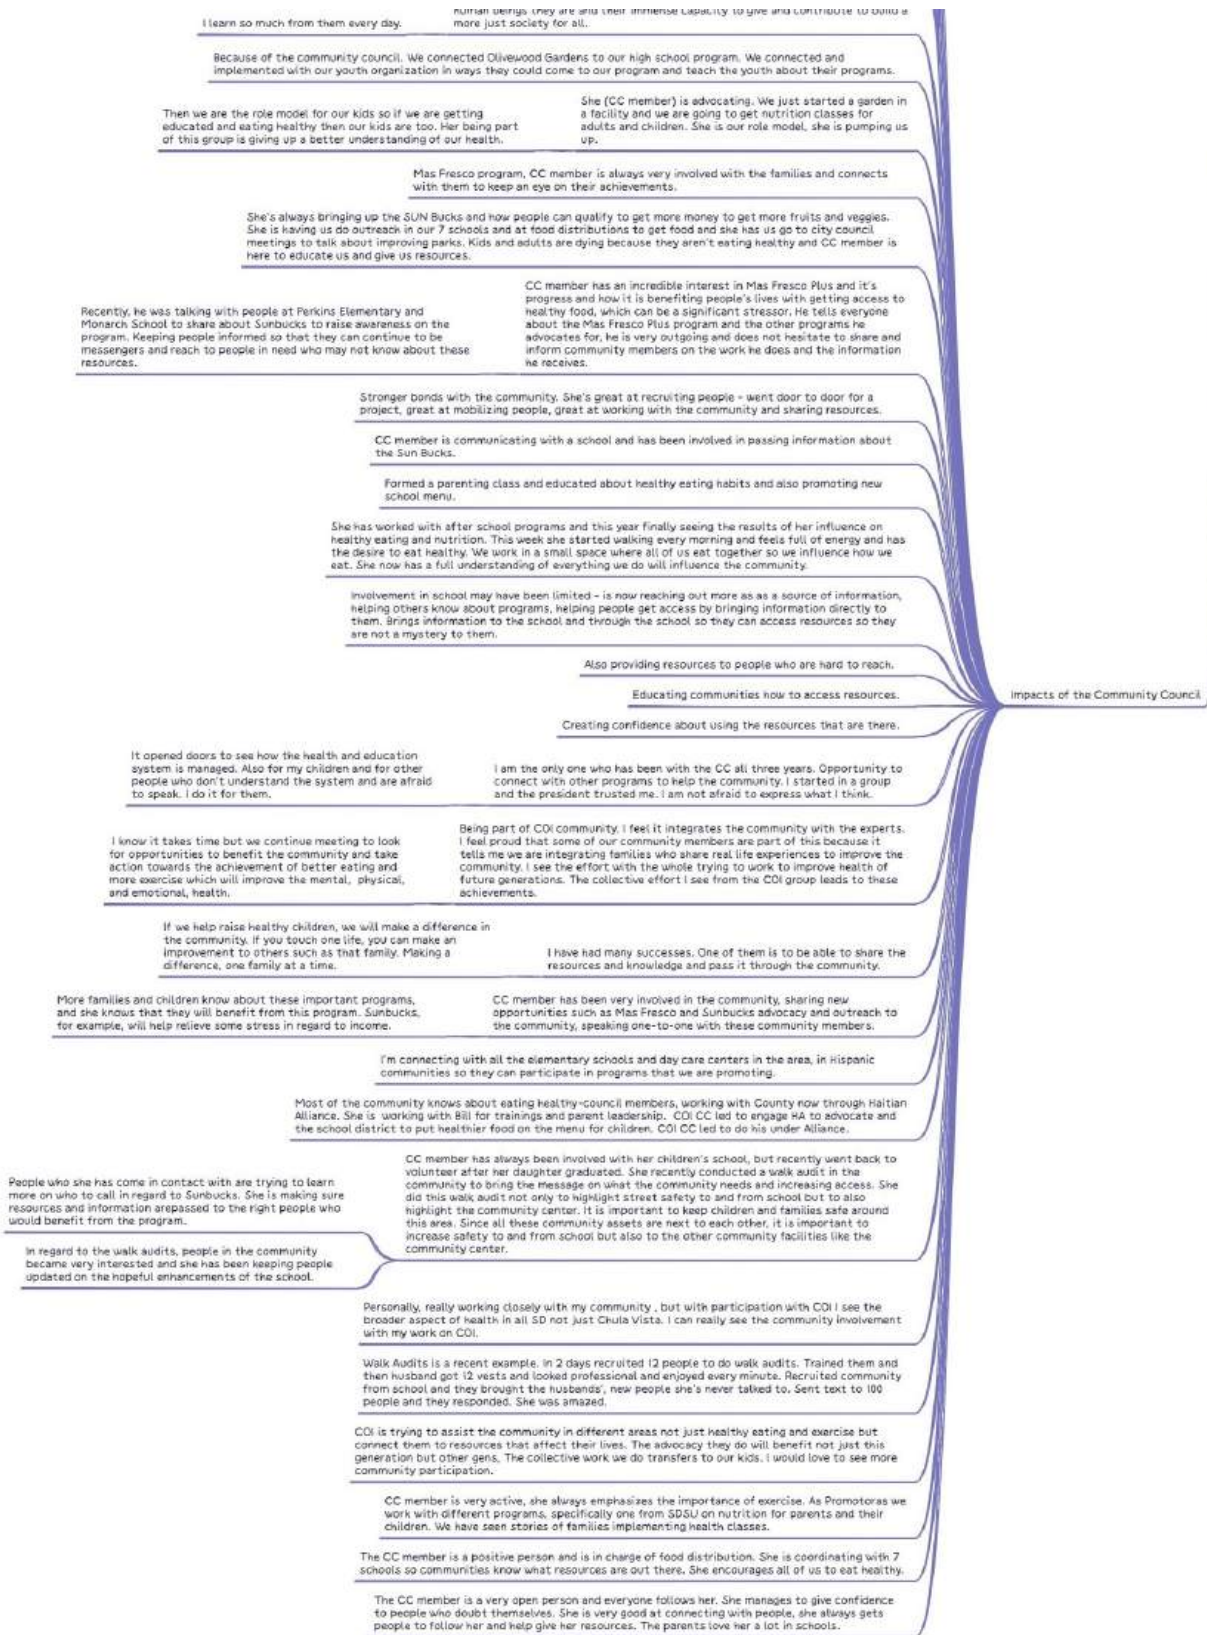 human beings they are and their immense capacity to give and contribute to build a
more just society for all.
I learn so much from them every day.
Because of the community council. We connected Olivewood Gardens to our high school program. We connected and
implemented with our youth organization in ways they could come to our program and teach the youth about their programs.
She (CC member) is advocating. We just started a garden in
a facility and we are going to get nutrition classes for
adults and children. She is our role model, she is pumping us
up.
Then we are the role model for our kids so if we are getting
educated and eating healthy then our kids are too. Her being part
of this group is giving up a better understanding of our health.
Mas Fresco program, CC member is always very involved with the families and connects
with them to keep an eye on their achievements.
She's always bringing up the SUN Bucks and how people can qualify to get more money to get more fruits and veggies.
She is having us do outreach in our 7 schools and at food distributions to get food and she has us go to city council
meetings to talk about improving parks. Kids and adults are dying because they aren't eating healthy and CC member is
here to educate us and give us resources.
CC member has an incredible interest in Mas Fresco Plus and it's
progress and how it is benefiting people's lives with getting access to
healthy food, which can be a significant stressor. He tells everyone
about the Mas Fresco Plus program and the other programs he
advocates for, he is very outgoing and does not hesitate to share and
inform community members on the work he does and the information
he receives.
Recently, he was talking with people at Perkins Elementary and
Monarch School to share about Sunbucks to raise awareness on the
program. Keeping people informed so that they can continue to be
messengers and reach to people in need who may not know about these
resources.
Stronger bonds with the community. She's great at recruiting people - went door to door for a
project, great at mobilizing people, great at working with the community and sharing resources.
CC member is communicating with a school and has been involved in passing information about
the Sun Bucks.
Formed a parenting class and educated about healthy eating habits and also promoting new
school menu.
She has worked with after school programs and this year finally seeing the results of her influence on
healthy eating and nutrition. This week she started walking every morning and feels full of energy and has
the desire to eat healthy. We work in a small space where all of us eat together so we influence how we
eat. She now has a full understanding of everything we do will influence the community.
Involvement in school may have been limited - is now reaching out more as as a source of information,
helping others know about programs, helping people get access by bringing information directly to
them. Brings information to the school and through the school so they can access resources so they
are not a mystery to them.
Also providing resources to people who are hard to reach.
Educating communities how to access resources.
Impacts of the Community Council
Creating confidence about using the resources that are there.
I am the only one who has been with the CC all three years. Opportunity to
connect with other programs to help the community. I started in a group
and the president trusted me. I am not afraid to express what I think.
It opened doors to see how the health and education
system is managed. Also for my children and for other
people who don't understand the system and are afraid
to speak. I do it for them.
Being part of COI community, I feel it integrates the community with the experts.
I feel proud that some of our community members are part of this because it
tells me we are integrating families who share real life experiences to improve the
community. I see the effort with the whole trying to work to improve health of
future generations. The collective effort I see from the COI group leads to these
achievements.
I know it takes time but we continue meeting to look
for opportunities to benefit the community and take
action towards the achievement of better eating and
more exercise which will improve the mental, physical,
and emotional, health.
I have had many successes. One of them is to be able to share the
resources and knowledge and pass it through the community.
If we help raise healthy children, we will make a difference in
the community. If you touch one life, you can make an
improvement to others such as that family. Making a
difference, one family at a time.
CC member has been very involved in the community, sharing new
opportunities such as Mas Fresco and Sunbucks advocacy and outreach to
the community, speaking one-to-one with these community members.
More families and children know about these important programs,
and she knows that they will benefit from this program. Sunbucks,
for example, will help relieve some stress in regard to income.
I'm connecting with all the elementary schools and day care centers in the area, in Hispanic
communities so they can participate in programs that we are promoting.
Most of the community knows about eating healthy-council members, working with County now through Haitian
Alliance. She is working with Bill for trainings and parent leadership. COI CC led to engage HA to advocate and
the school district to put healthier food on the menu for children. COI CC led to do his under Alliance.
CC member has always been involved with her children's school, but recently went back to
volunteer after her daughter graduated. She recently conducted a walk audit in the
community to bring the message on what the community needs and increasing access. She
did this walk audit not only to highlight street safety to and from school but to also
highlight the community center. It is important to keep children and families safe around
this area. Since all these community assets are next to each other, it is important to
increase safety to and from school but also to the other community facilities like the
community center.
People who she has come in contact with are trying to learn
more on who to call in regard to Sunbucks. She is making sure
resources and information arepassed to the right people who
would benefit from the program.
In regard to the walk audits, people in the community
became very interested and she has been keeping people
updated on the hopeful enhancements of the school.
Personally, really working closely with my community , but with participation with COI I see the
broader aspect of health in all SD not just Chula Vista. I can really see the community involvement
with my work on COI.
Walk Audits is a recent example. In 2 days recruited 12 people to do walk audits. Trained them and
then husband got 12 vests and looked professional and enjoyed every minute. Recruited community
from school and they brought the husbands', new people she's never talked to. Sent text to 100
people and they responded. She was amazed.
COI is trying to assist the community in different areas not just healthy eating and exercise but
connect them to resources that affect their lives. The advocacy they do will benefit not just this
generation but other gens. The collective work we do transfers to our kids. I would love to see more
community participation.
CC member is very active, she always emphasizes the importance of exercise. As Promotoras we
work with different programs, specifically one from SDSU on nutrition for parents and their
children. We have seen stories of families implementing health classes.
The CC member is a positive person and is in charge of food distribution. She is coordinating with 7
schools so communities know what resources are out there. She encourages all of us to eat healthy.
The CC member is a very open person and everyone follows her. She manages to give confidence
to people who doubt themselves. She is very good at connecting with people, she always gets
people to follow her and help give her resources. The parents love her a lot in schools.